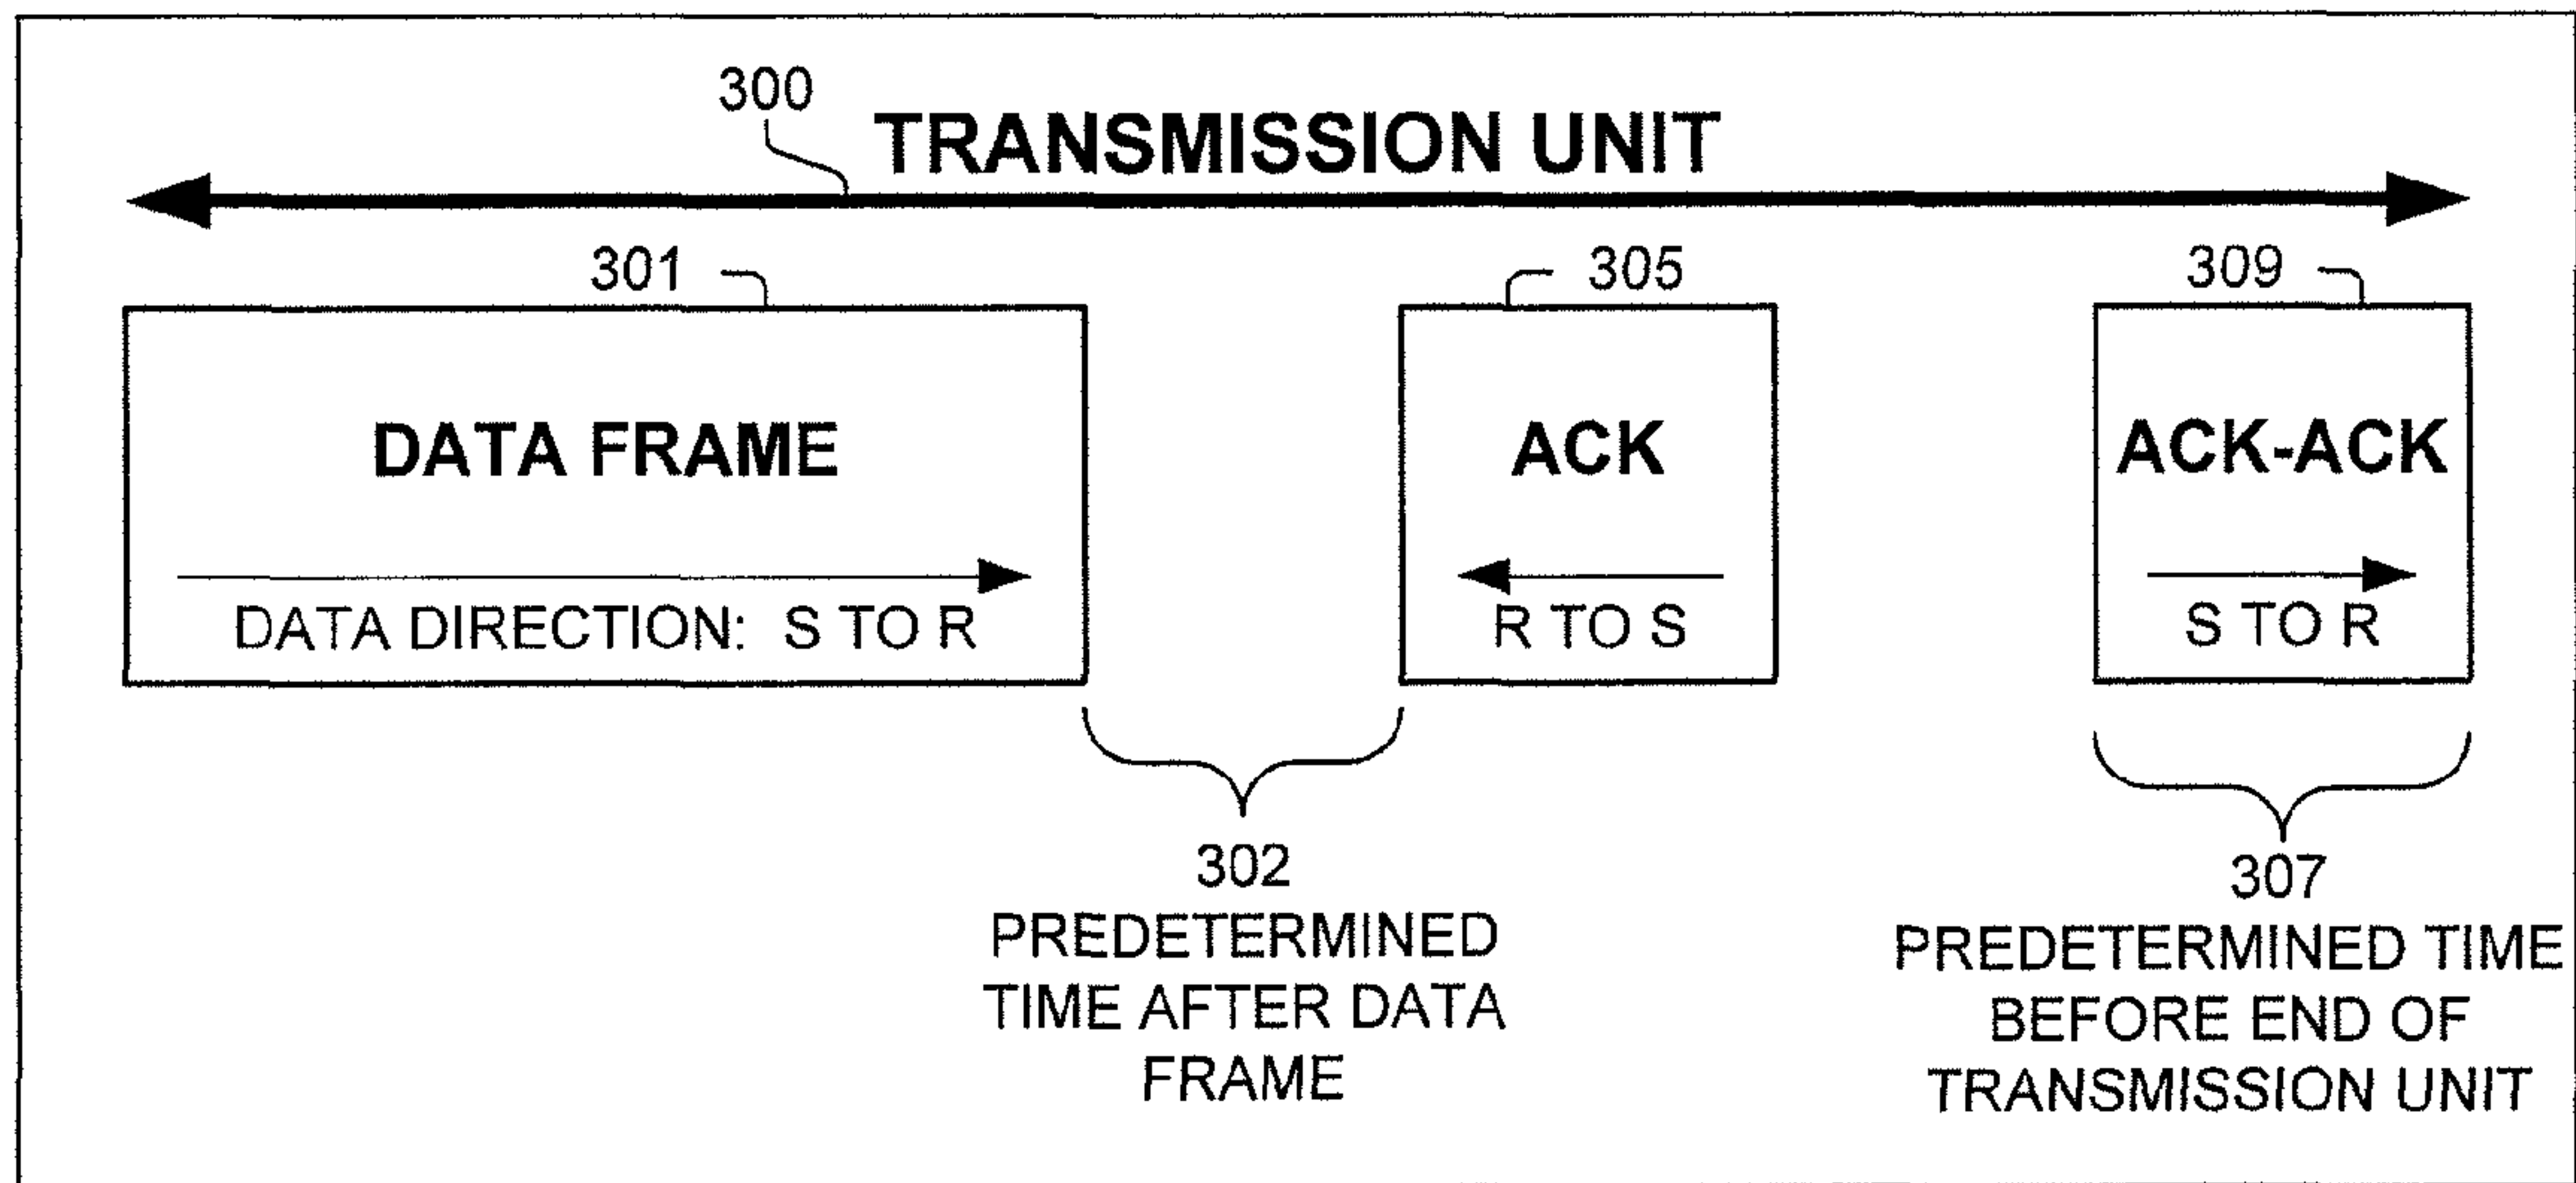 300
TRANSMISSION UNIT
301
305
309
DATA FRAME
ACK
ACK-ACK
DATA DIRECTION: S TO R
R TO S
S TO R
302
PREDETERMINED
TIME AFTER DATA
FRAME
307
PREDETERMINED TIME
BEFORE END OF
TRANSMISSION UNIT